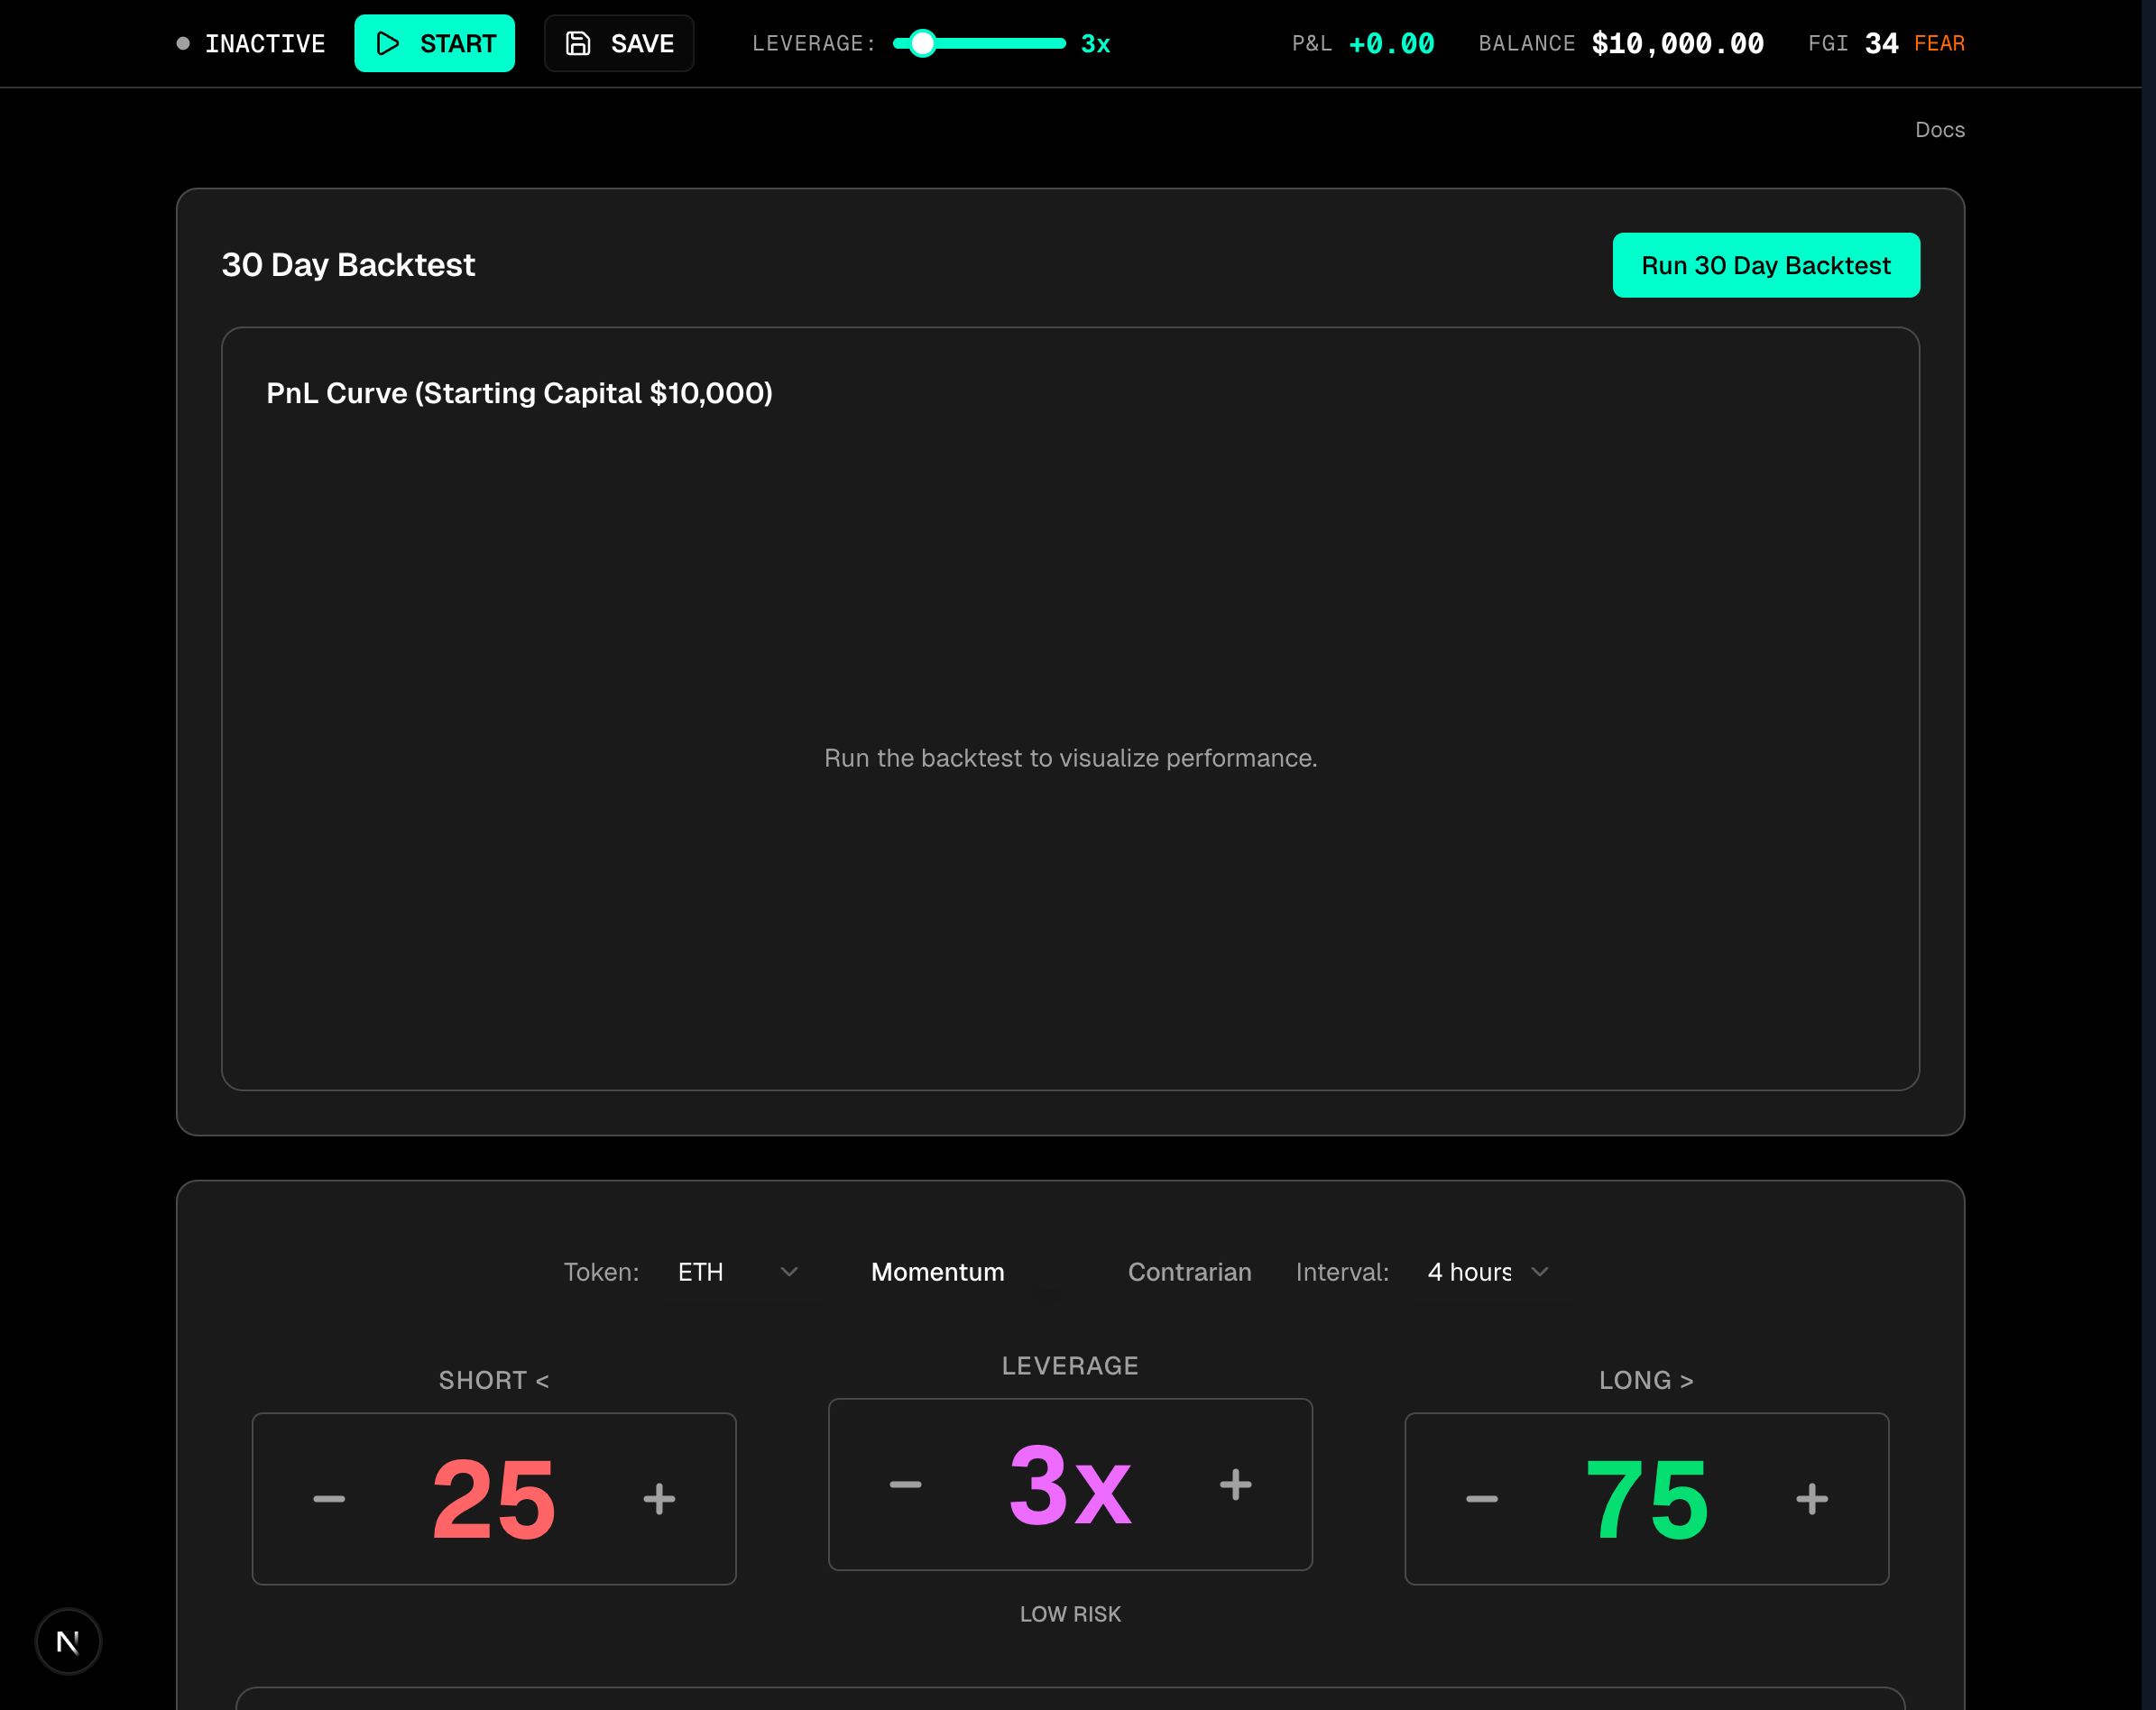 INACTIVE START SAVE LEVERAGE: 3x P&L +0.00 BALANCE $10,000.00 FGI 34 FEAR
Docs
30 Day Backtest Run 30 Day Backtest
PnL Curve (Starting Capital $10,000)
Run the backtest to visualize performance.
Token: ETH Momentum Contrarian Interval: 4 hours
SHORT < LEVERAGE LONG >
− 25 + − 3x + − 75 +
LOW RISK
N